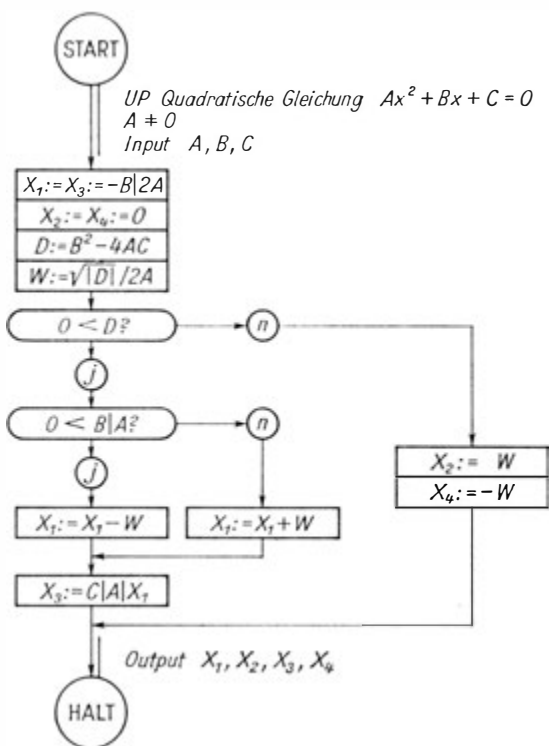 START
UP Quadratische Gleichung Ax² + Bx + C = 0
A ≠ 0
Input A, B, C
X₁:= X₃:= -B|2A
X₂:= X₄:= 0
D:= B² - 4AC
W:= √|D| /2A
0 < D?
n
j
0 < B|A?
n
j
X₂:= W
X₄:= -W
X₁:= X₁ - W
X₁:= X₁ + W
X₃:= C|A|X₁
Output X₁, X₂, X₃, X₄
HALT